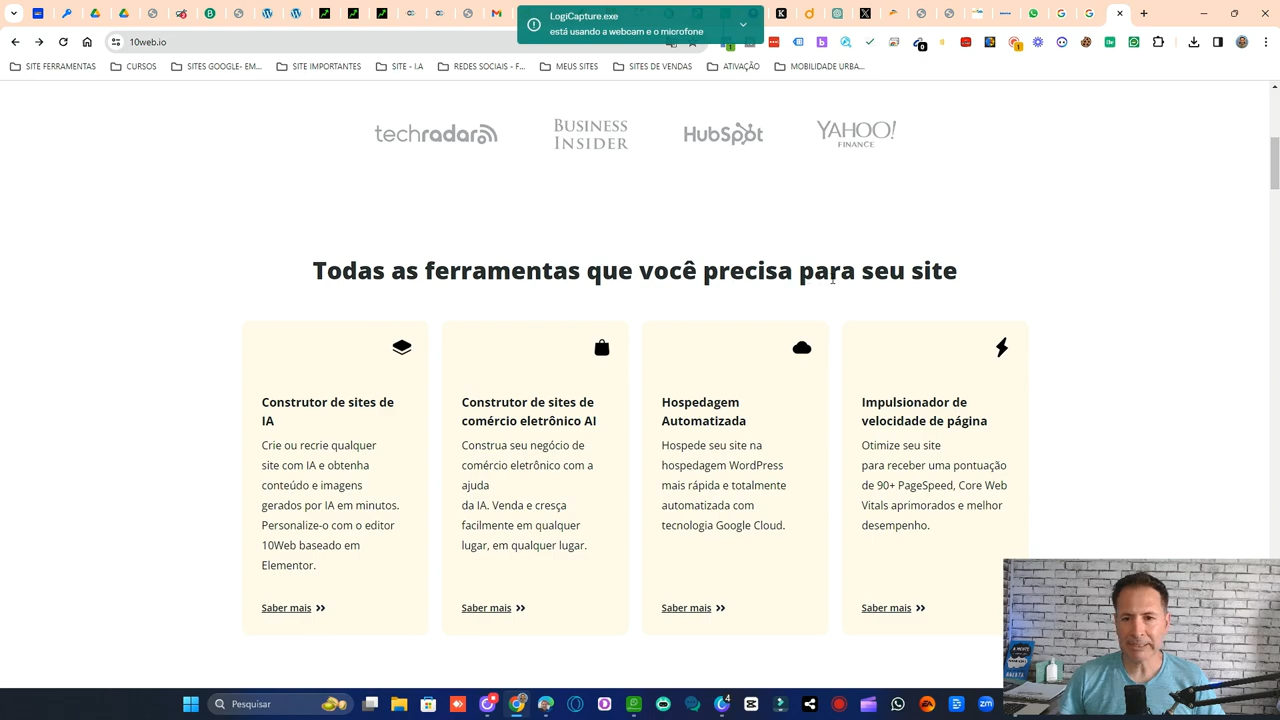 LogiCapture.exe
está usando a webcam e o microfone
10web.io
SITE FERRAMENTAS
CURSOS
SITES GOOGLE- EM...
SITE IMPORTANTES
SITE - I.A
REDES SOCIAIS - F...
MEUS SITES
SITES DE VENDAS
ATIVAÇÃO
MOBILIDADE URBA...
techradar
BUSINESS
INSIDER
HubSpot
YAHOO!
FINANCE
Todas as ferramentas que você precisa para seu site
Construtor de sites de
IA
Crie ou recrie qualquer
site com IA e obtenha
conteúdo e imagens
gerados por IA em minutos.
Personalize-o com o editor
10Web baseado em
Elementor.
Saber mais
Construtor de sites de
comércio eletrônico AI
Construa seu negócio de
comércio eletrônico com a
ajuda
da IA. Venda e cresça
facilmente em qualquer
lugar, em qualquer lugar.
Saber mais
Hospedagem
Automatizada
Hospede seu site na
hospedagem WordPress
mais rápida e totalmente
automatizada com
tecnologia Google Cloud.
Saber mais
Impulsionador de
velocidade de página
Otimize seu site
para receber uma pontuação
de 90+ PageSpeed, Core Web
Vitals aprimorados e melhor
desempenho.
Saber mais
Pesquisar